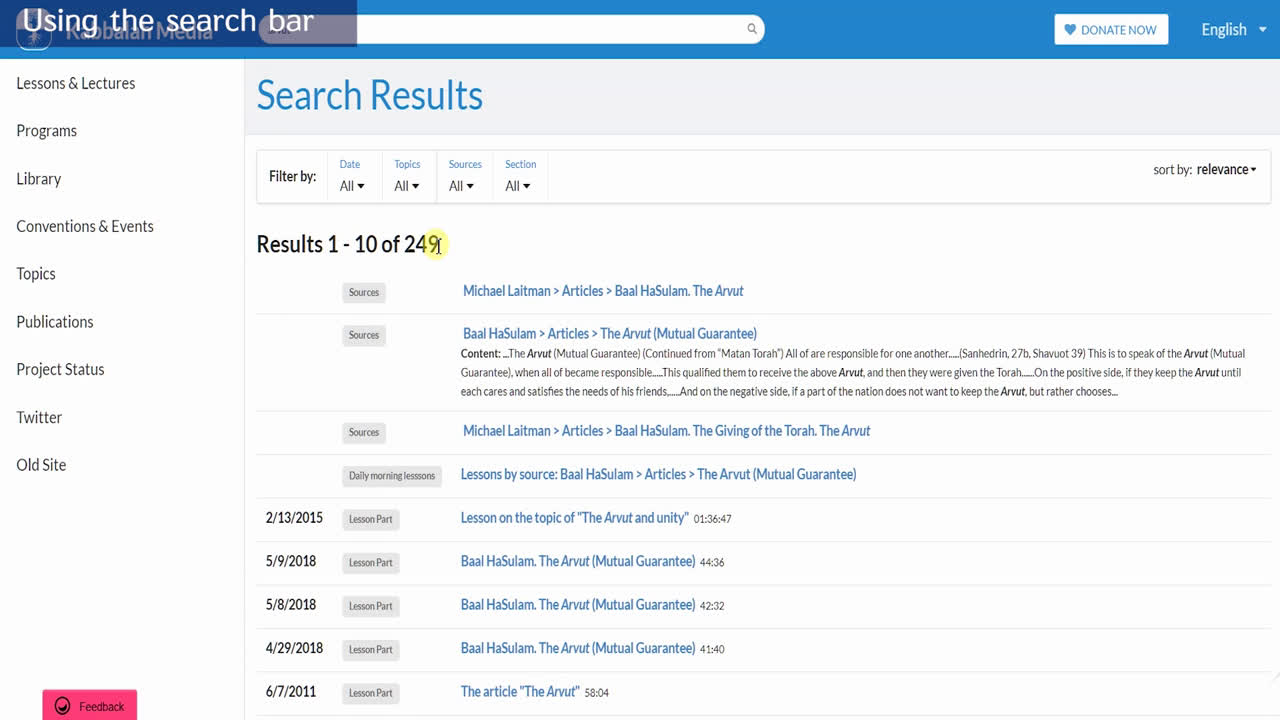 Using the search bar
Kabbalah Media
DONATE NOW
English
Lessons & Lectures
Programs
Library
Conventions & Events
Topics
Publications
Project Status
Twitter
Old Site
Feedback
Search Results
Filter by:
Date
All
Topics
All
Sources
All
Section
All
sort by: relevance
Results 1 - 10 of 249
Sources
Michael Laitman > Articles > Baal HaSulam. The Arvut
Sources
Baal HaSulam > Articles > The Arvut (Mutual Guarantee)
Content: ...The Arvut (Mutual Guarantee) (Continued from “Matan Torah”) All of are responsible for one another.....(Sanhedrin, 27b, Shavuot 39) This is to speak of the Arvut (Mutual
Guarantee), when all of became responsible.....This qualified them to receive the above Arvut, and then they were given the Torah......On the positive side, if they keep the Arvut until
each cares and satisfies the needs of his friends,.....And on the negative side, if a part of the nation does not want to keep the Arvut, but rather chooses...
Sources
Michael Laitman > Articles > Baal HaSulam. The Giving of the Torah. The Arvut
Daily morning lesssons
Lessons by source: Baal HaSulam > Articles > The Arvut (Mutual Guarantee)
2/13/2015 Lesson Part Lesson on the topic of "The Arvut and unity" 01:36:47
5/9/2018 Lesson Part Baal HaSulam. The Arvut (Mutual Guarantee) 44:36
5/8/2018 Lesson Part Baal HaSulam. The Arvut (Mutual Guarantee) 42:32
4/29/2018 Lesson Part Baal HaSulam. The Arvut (Mutual Guarantee) 41:40
6/7/2011 Lesson Part The article "The Arvut" 58:04